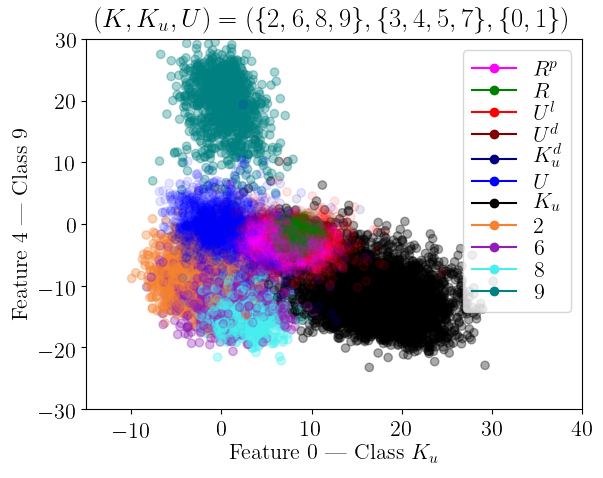 (K, K_u, U) = ({2, 6, 8, 9}, {3, 4, 5, 7}, {0, 1})
30
20
10
0
−10
−20
−30
Feature 4 — Class 9
R^p
R
U^l
U^d
K_u^d
U
K_u
2
6
8
9
−10
0
10
20
30
40
Feature 0 — Class K_u